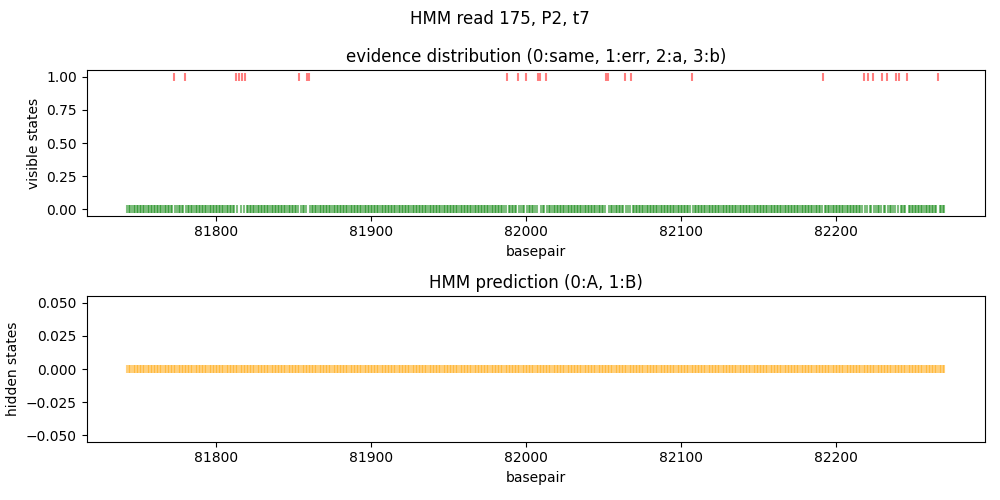 HMM read 175, P2, t7
evidence distribution (0:same, 1:err, 2:a, 3:b)
1.00
0.75
0.50
0.25
0.00
visible states
81800 81900 82000 82100 82200
basepair
HMM prediction (0:A, 1:B)
0.050
0.025
0.000
−0.025
−0.050
hidden states
81800 81900 82000 82100 82200
basepair